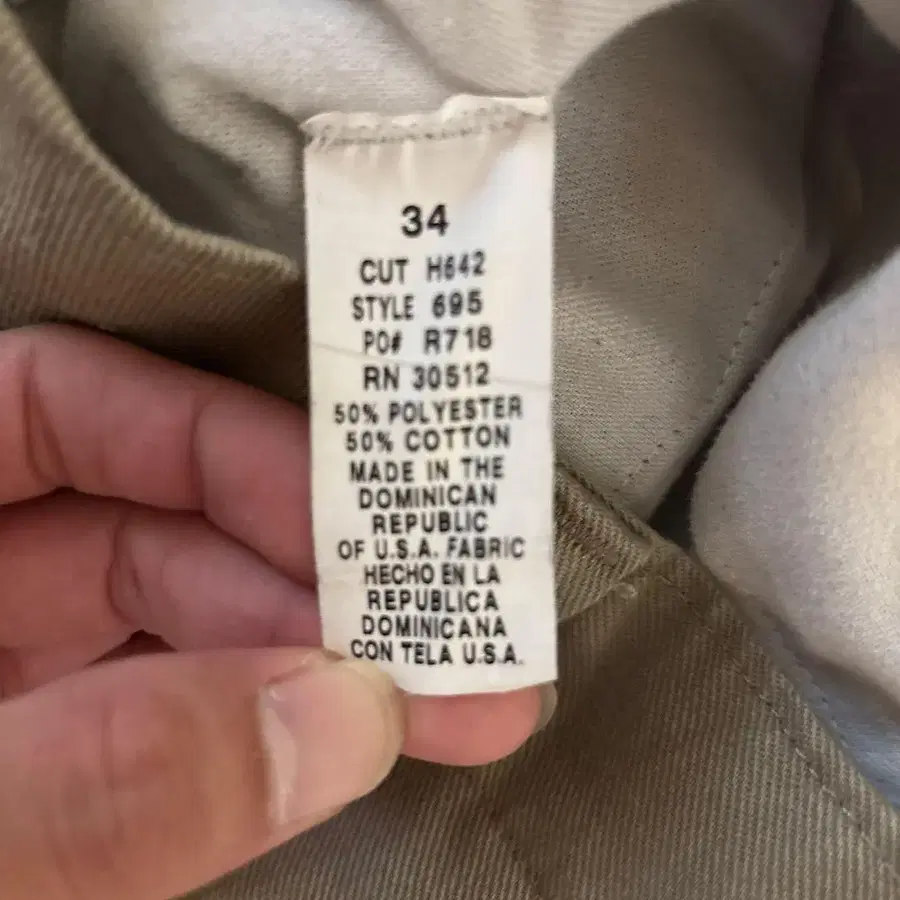 34
CUT H642
STYLE 695
PO# R718
RN 30512
50% POLYESTER
50% COTTON
MADE IN THE
DOMINICAN
REPUBLIC
OF U.S.A. FABRIC
HECHO EN LA
REPUBLICA
DOMINICANA
CON TELA U.S.A.